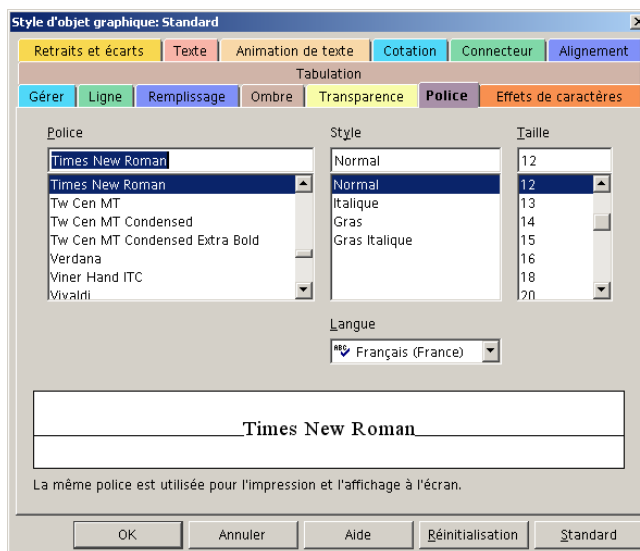 Style d'objet graphique: Standard
Retraits et écarts Texte Animation de texte Cotation Connecteur Alignement
Tabulation
Gérer Ligne Remplissage Ombre Transparence Police Effets de caractères
Police Style Taille
Times New Roman Normal 12
Times New Roman Normal 12
Tw Cen MT Italique 13
Tw Cen MT Condensed Gras 14
Tw Cen MT Condensed Extra Bold Gras Italique 15
Verdana 16
Viner Hand ITC 18
Vivaldi 20
Langue
ABC Français (France)
Times New Roman
La même police est utilisée pour l'impression et l'affichage à l'écran.
OK Annuler Aide Réinitialisation Standard